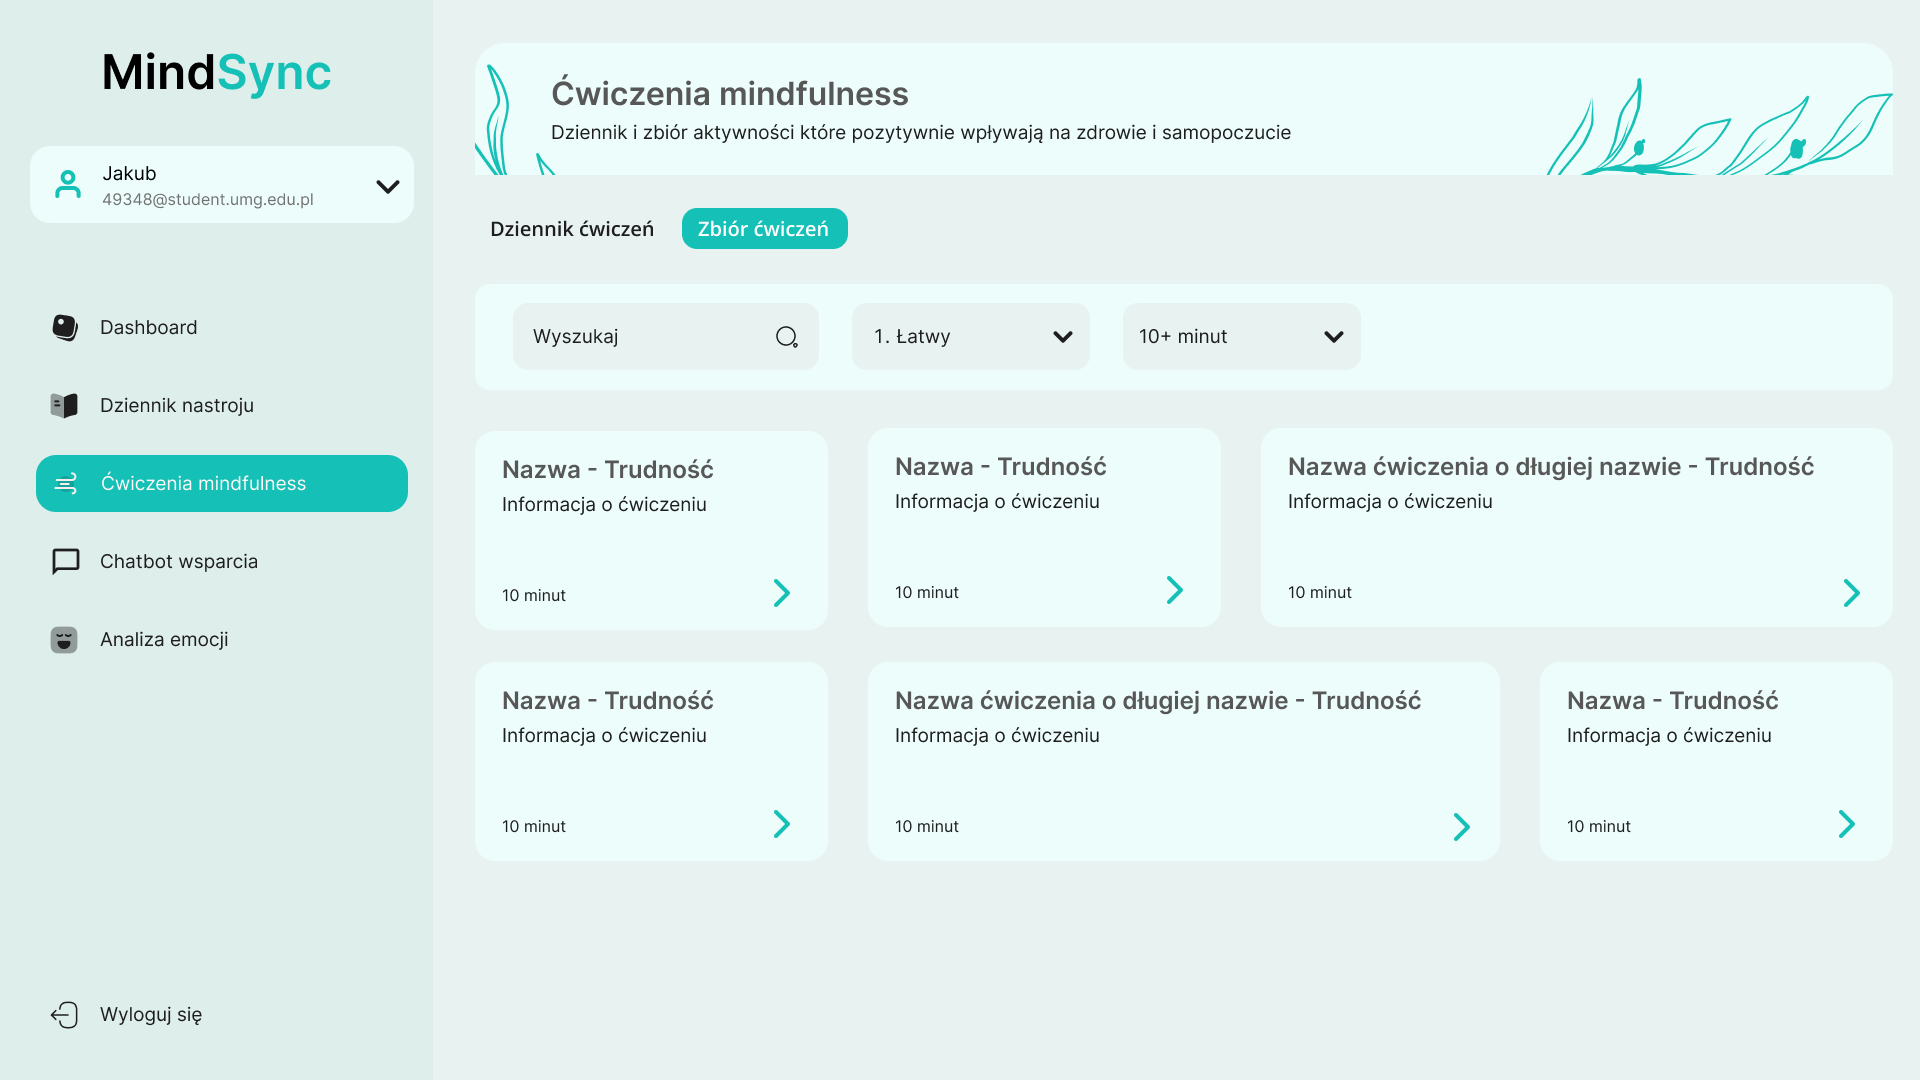 MindSync
Jakub
49348@student.umg.edu.pl
Dashboard
Dziennik nastroju
Ćwiczenia mindfulness
Chatbot wsparcia
Analiza emocji
Wyloguj się
Ćwiczenia mindfulness
Dziennik i zbiór aktywności które pozytywnie wpływają na zdrowie i samopoczucie
Dziennik ćwiczeń
Zbiór ćwiczeń
Wyszukaj
1. Łatwy
10+ minut
Nazwa - Trudność
Informacja o ćwiczeniu
10 minut
Nazwa - Trudność
Informacja o ćwiczeniu
10 minut
Nazwa ćwiczenia o długiej nazwie - Trudność
Informacja o ćwiczeniu
10 minut
Nazwa - Trudność
Informacja o ćwiczeniu
10 minut
Nazwa ćwiczenia o długiej nazwie - Trudność
Informacja o ćwiczeniu
10 minut
Nazwa - Trudność
Informacja o ćwiczeniu
10 minut